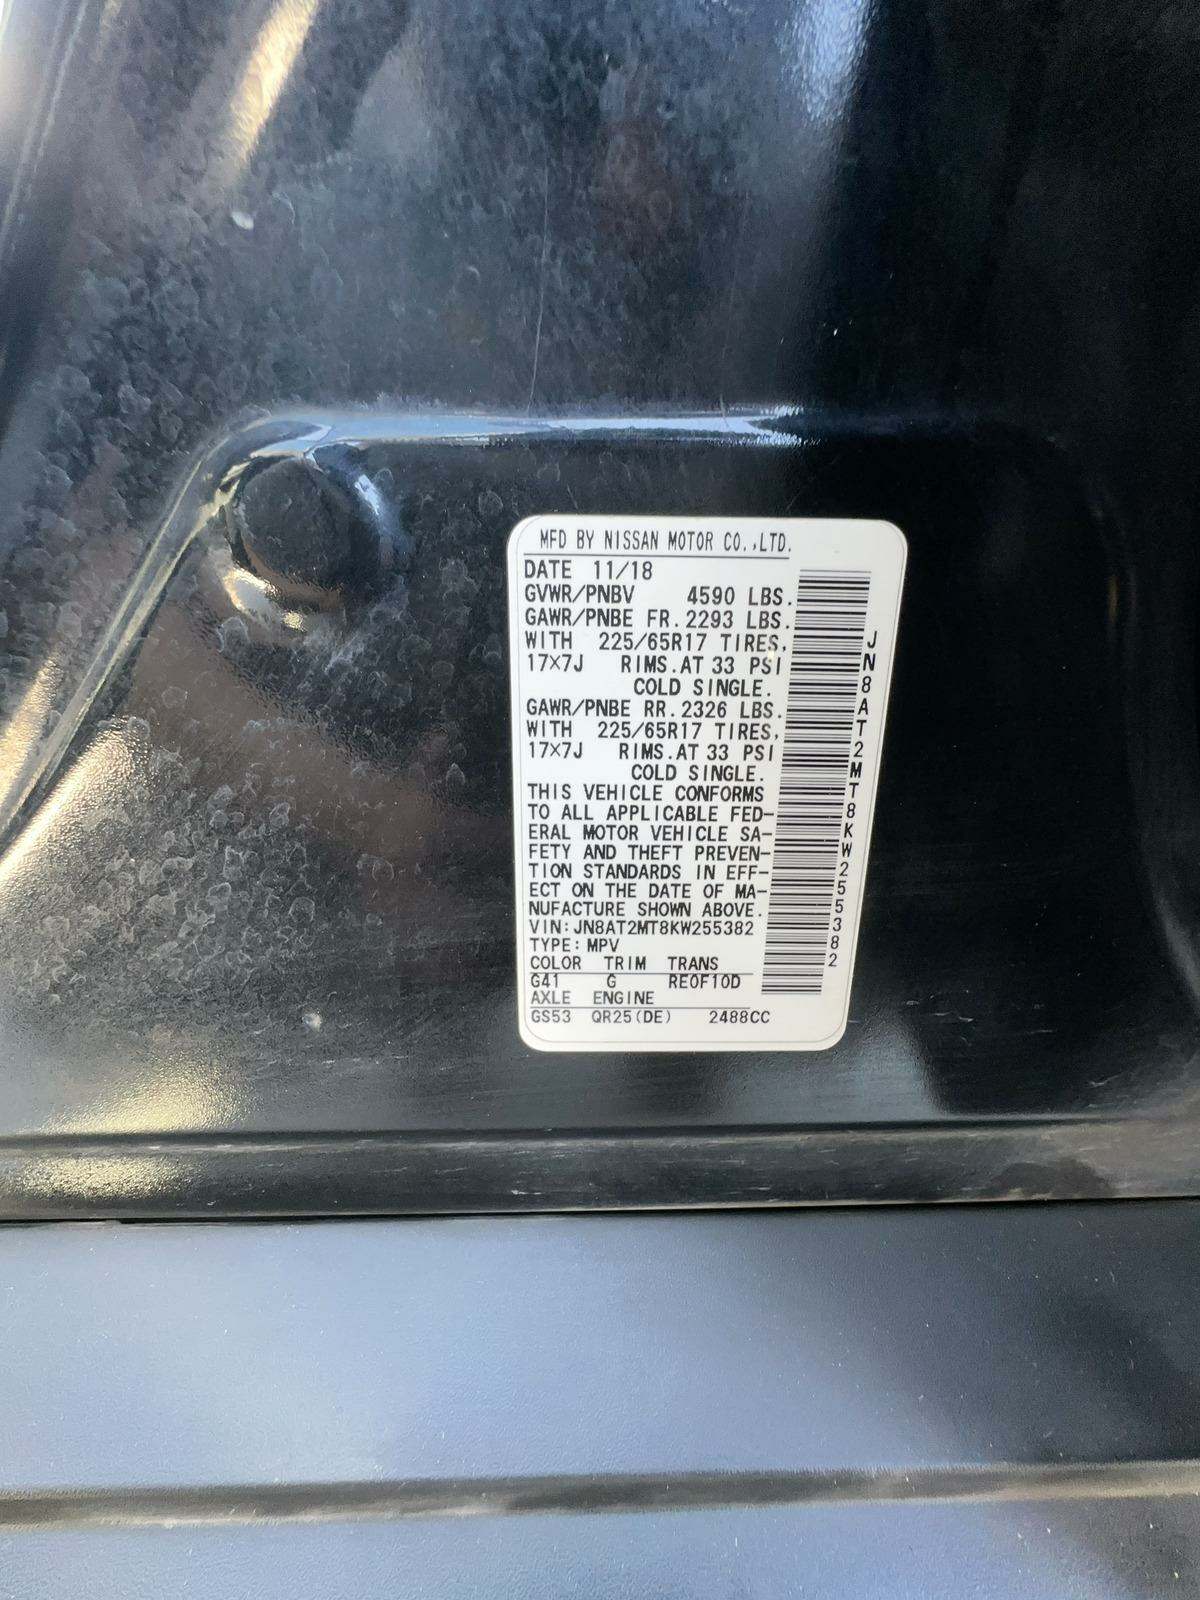 MFD BY NISSAN MOTOR CO.,LTD.
DATE 11/18
GVWR/PNBV 4590 LBS.
GAWR/PNBE FR.2293 LBS.
WITH 225/65R17 TIRES,
17×7J RIMS.AT 33 PSI
COLD SINGLE.
GAWR/PNBE RR.2326 LBS.
WITH 225/65R17 TIRES,
17×7J RIMS.AT 33 PSI
COLD SINGLE.
THIS VEHICLE CONFORMS
TO ALL APPLICABLE FED-
ERAL MOTOR VEHICLE SA-
FETY AND THEFT PREVEN-
TION STANDARDS IN EFF-
ECT ON THE DATE OF MA-
NUFACTURE SHOWN ABOVE.
VIN:JN8AT2MT8KW255382
TYPE:MPV
COLOR TRIM TRANS
G41 G RE0F10D
AXLE ENGINE
GS53 QR25(DE) 2488CC
JN8AT2MT8KW255382